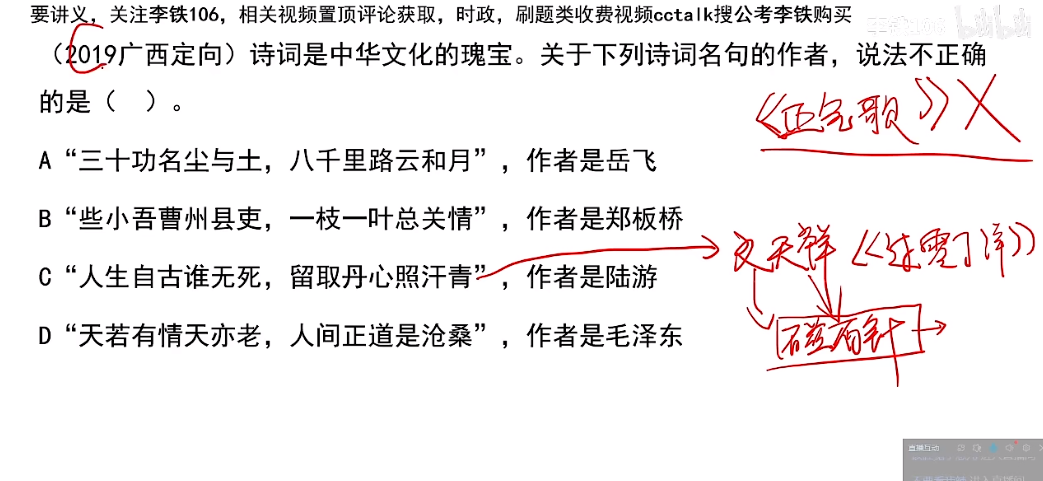 要讲义，关注李铁106，相关视频置顶评论获取，时政，刷题类收费视频cctalk搜公考李铁购买
（2019广西定向）诗词是中华文化的瑰宝。关于下列诗词名句的作者，说法不正确
的是（ ）。
《正气歌》
A“三十功名尘与土，八千里路云和月”，作者是岳飞
B“些小吾曹州县吏，一枝一叶总关情”，作者是郑板桥
文天祥《过零丁洋》
C“人生自古谁无死，留取丹心照汗青”，作者是陆游
D“天若有情天亦老，人间正道是沧桑”，作者是毛泽东
直播互动